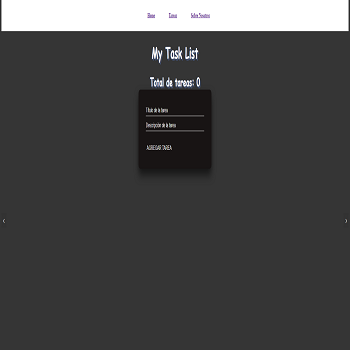 Home Tareas Sobre Nosotros
My Task List
Total de tareas: 0
Título de la tarea
Descripción de la tarea
AGREGAR TAREA